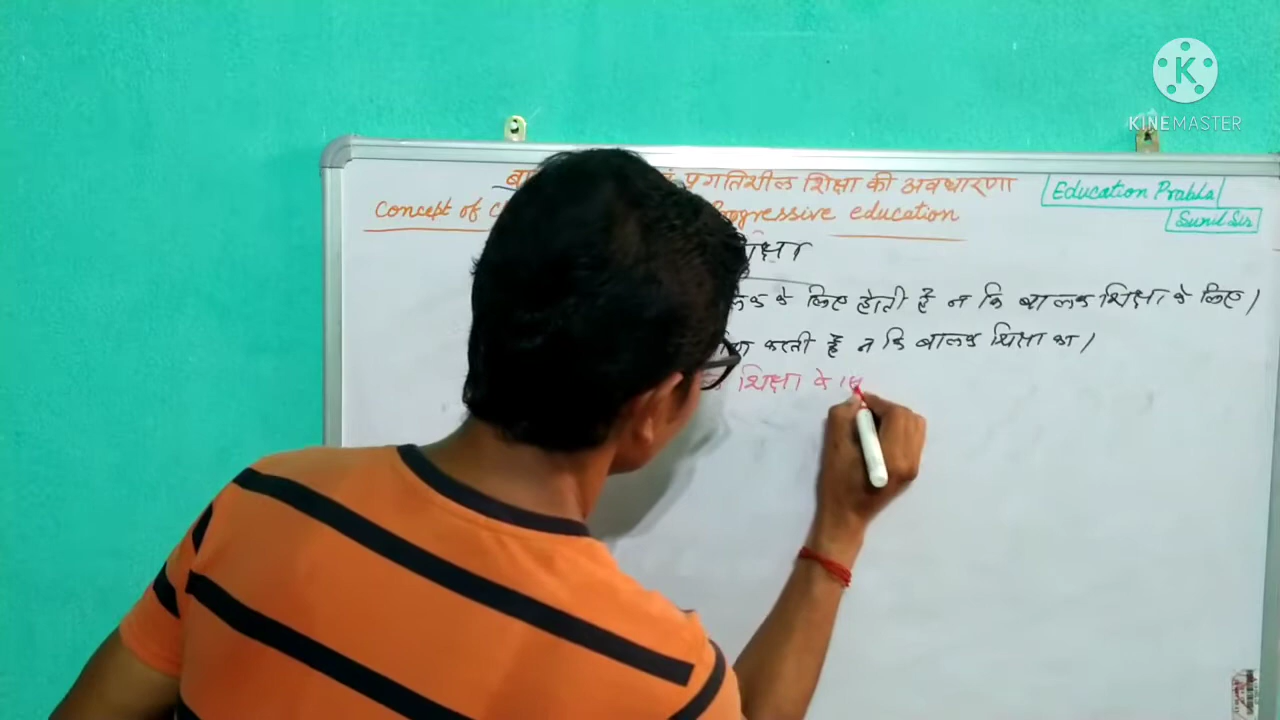 KINEMASTER
प्रगतिशील शिक्षा की अवधारणा
Education Prabha
Concept of Progressive education
Sunil Sir
के लिए होती है न कि बालक शिक्षा के लिए।
करती है न कि बालक शिक्षा का।
शिक्षा के